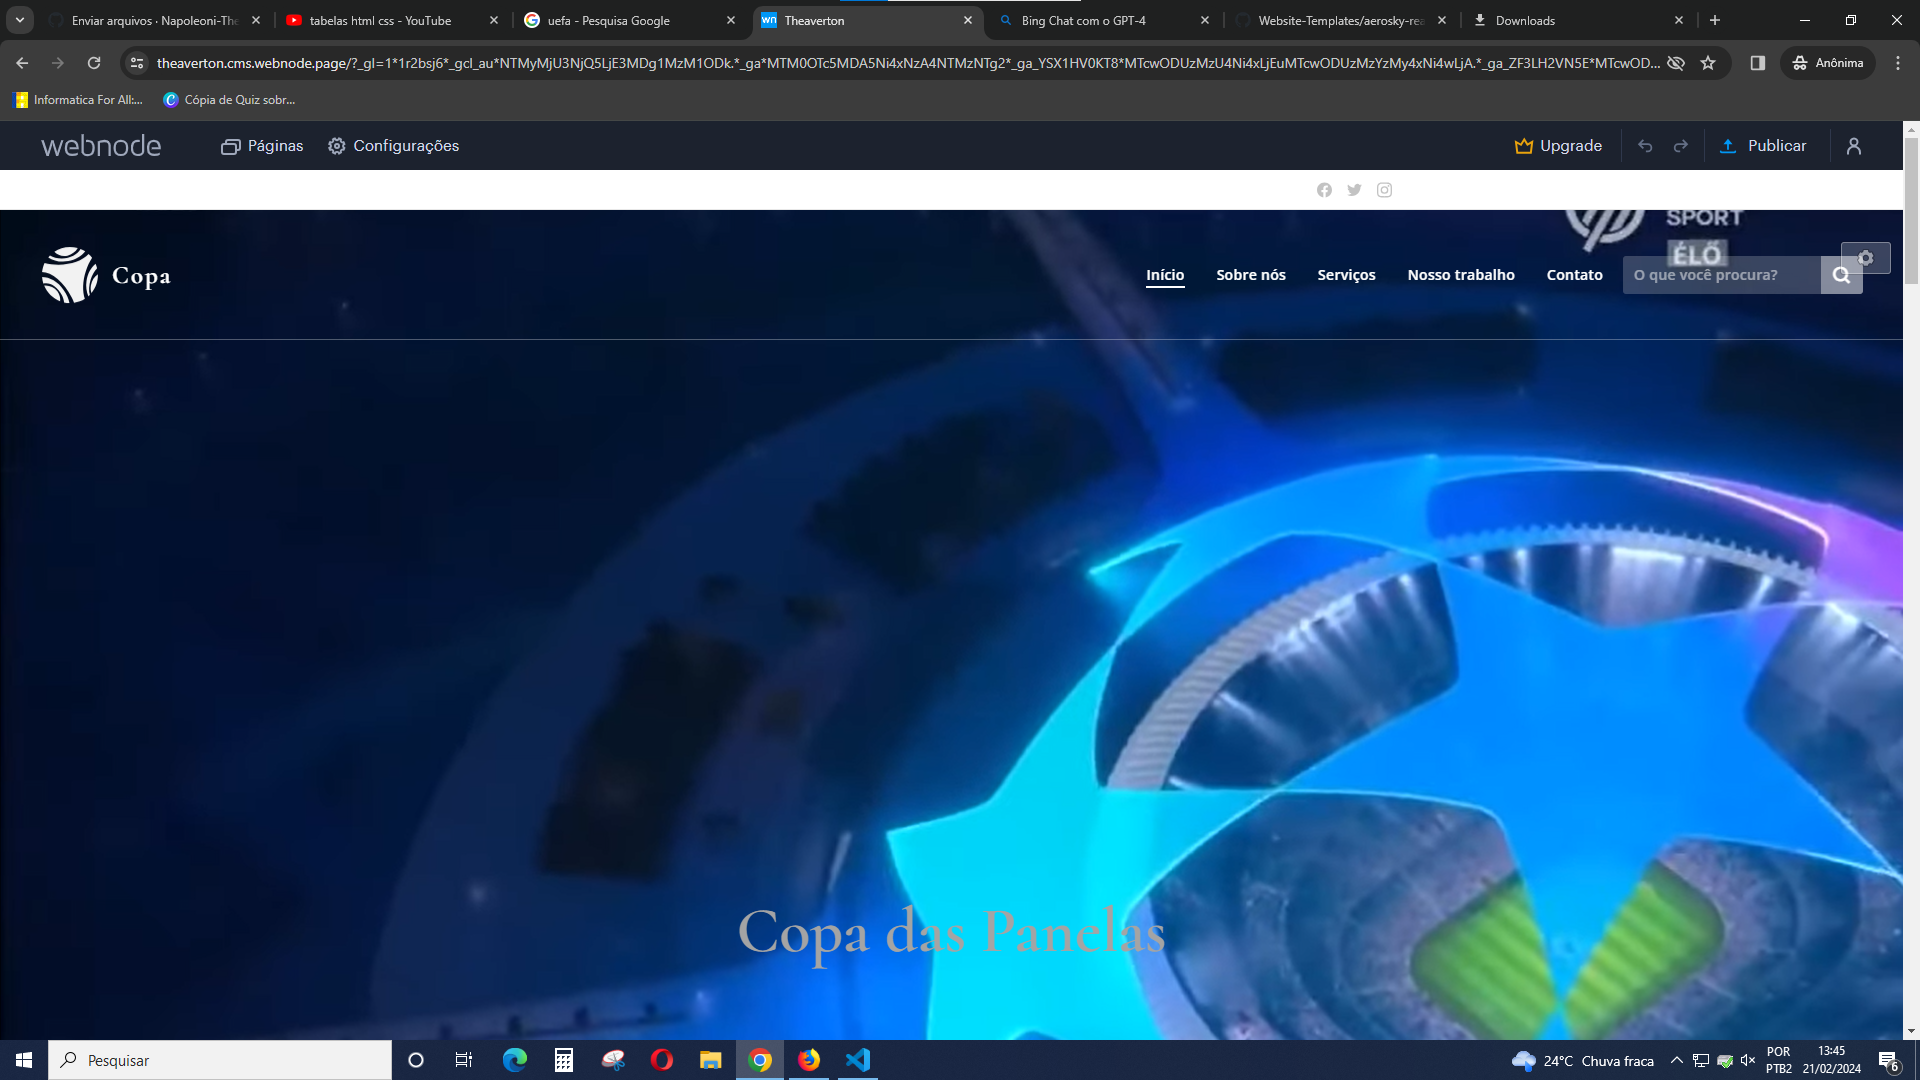 Enviar arquivos · Napoleoni-The
tabelas html css - YouTube
uefa - Pesquisa Google
wn Theaverton
Bing Chat com o GPT-4
Website-Templates/aerosky-rea
Downloads
theaverton.cms.webnode.page/?_gl=1*1r2bsj6*_gcl_au*NTMyMjU3NjQ5LjE3MDg1MzM1ODk.*_ga*MTM0OTc5MDA5Ni4xNzA4NTMzNTg2*_ga_YSX1HV0KT8*MTcwODUzMzU4Ni4xLjEuMTcwODUzMzYzMy4xNi4wLjA.*_ga_ZF3LH2VN5E*MTcwOD...
Anônima
Informatica For All:...
Cópia de Quiz sobr...
webnode
Páginas
Configurações
Upgrade
Publicar
SPORT
ÉLŐ
Copa
Início
Sobre nós
Serviços
Nosso trabalho
Contato
O que você procura?
Copa das Panelas
Pesquisar
24°C Chuva fraca
POR
PTB2
13:45
21/02/2024
6